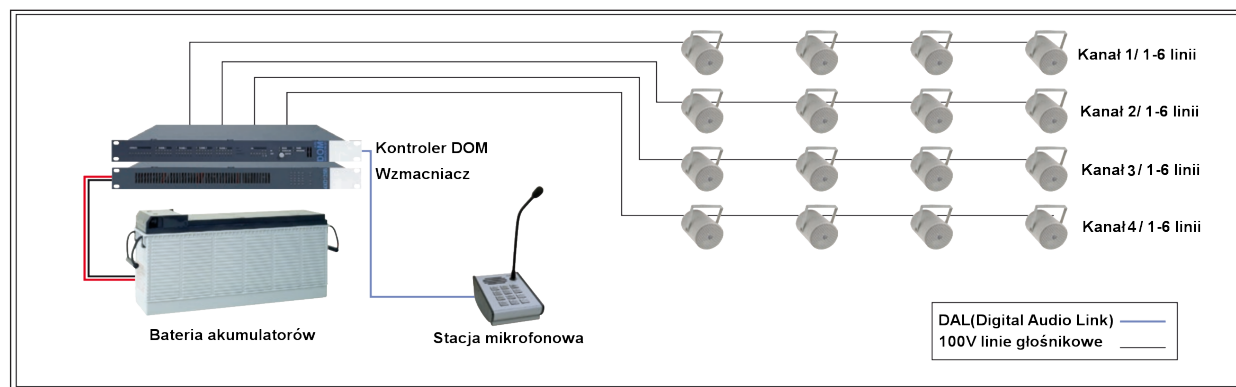 Kanał 1/ 1-6 linii
Kanał 2/ 1-6 linii
Kontroler DOM
Wzmacniacz
Kanał 3/ 1-6 linii
Kanał 4/ 1-6 linii
Bateria akumulatorów
Stacja mikrofonowa
DAL(Digital Audio Link)
100V linie głośnikowe